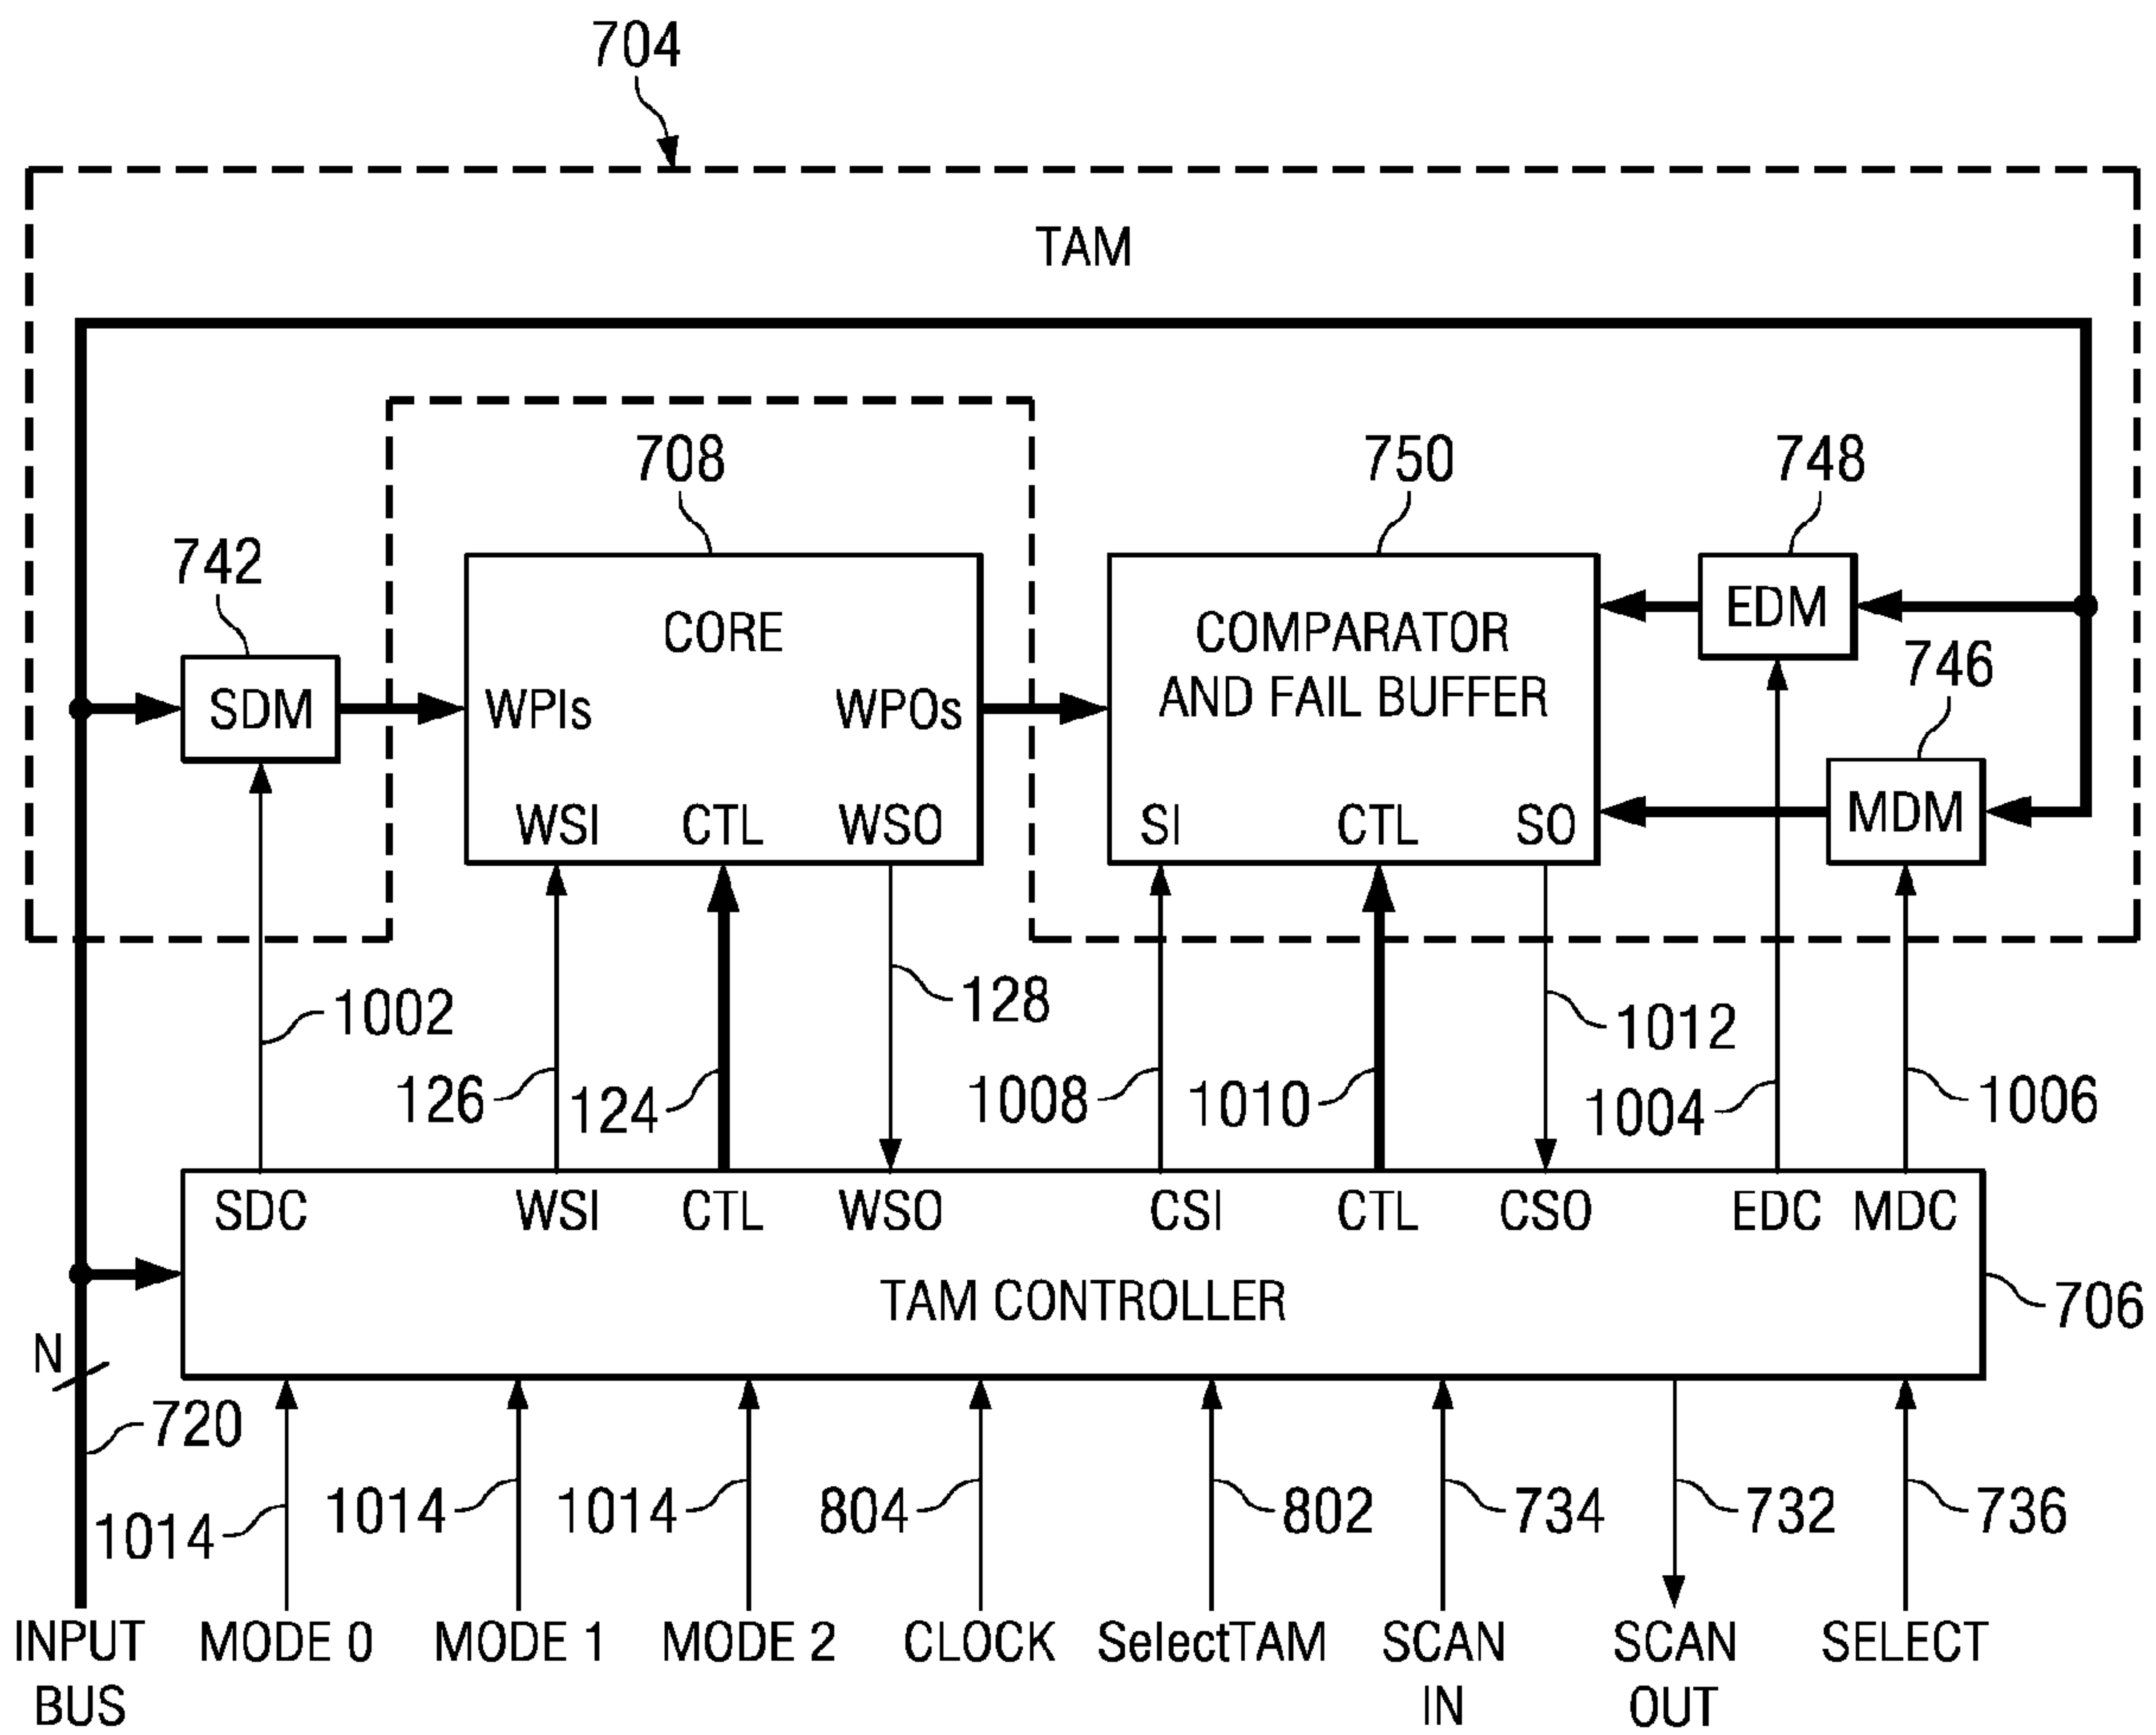 704
TAM
708
750
748
742
CORE
COMPARATOR
AND FAIL BUFFER
EDM
746
SDM
WPIs
WPOs
MDM
WSI
CTL
WSO
SI
CTL
SO
1002
128
1012
126
124
1008
1010
1004
1006
SDC
WSI
CTL
WSO
CSI
CTL
CSO
EDC
MDC
TAM CONTROLLER
706
N
720
1014
1014
1014
804
802
734
732
736
INPUT
BUS
MODE 0
MODE 1
MODE 2
CLOCK
SelectTAM
SCAN
IN
SCAN
OUT
SELECT